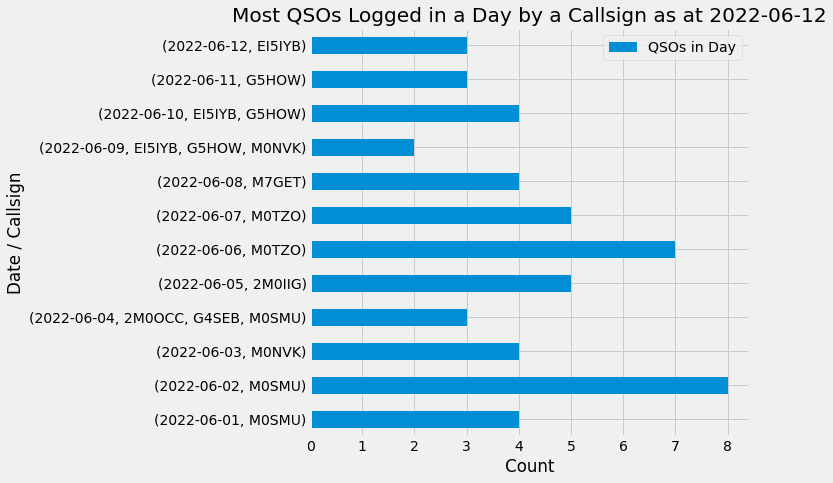 Most QSOs Logged in a Day by a Callsign as at 2022-06-12
QSOs in Day
Date / Callsign
(2022-06-12, EI5IYB)
(2022-06-11, G5HOW)
(2022-06-10, EI5IYB, G5HOW)
(2022-06-09, EI5IYB, G5HOW, M0NVK)
(2022-06-08, M7GET)
(2022-06-07, M0TZO)
(2022-06-06, M0TZO)
(2022-06-05, 2M0IIG)
(2022-06-04, 2M0OCC, G4SEB, M0SMU)
(2022-06-03, M0NVK)
(2022-06-02, M0SMU)
(2022-06-01, M0SMU)
0 1 2 3 4 5 6 7 8
Count